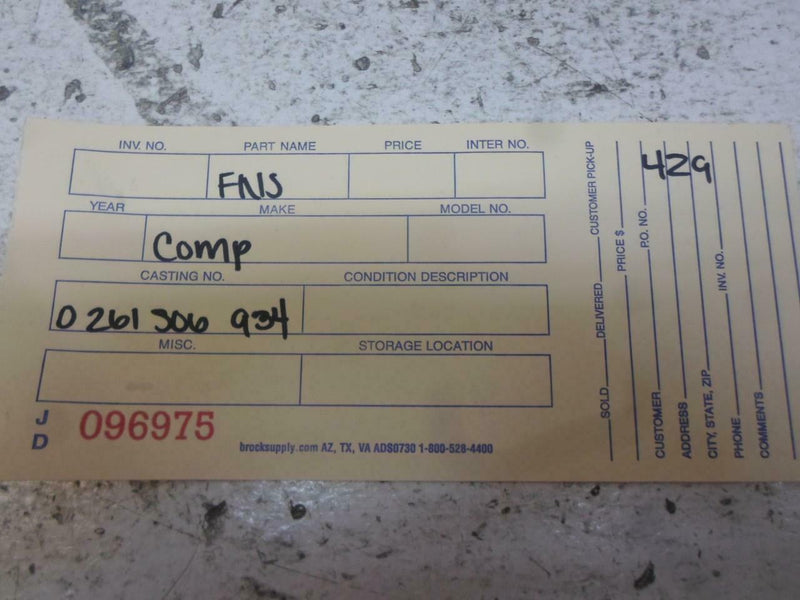 INV. NO. PART NAME PRICE INTER NO.
FNS
YEAR MAKE MODEL NO.
Comp
CASTING NO. CONDITION DESCRIPTION
0 261 S06 934
MISC. STORAGE LOCATION
J D 096975
brocksupply.com AZ, TX, VA ADS0730 1-800-528-4400
SOLD DELIVERED CUSTOMER PICK-UP
PRICE $
CUSTOMER P.O. NO.
429
ADDRESS
CITY, STATE, ZIP INV. NO.
PHONE
COMMENTS